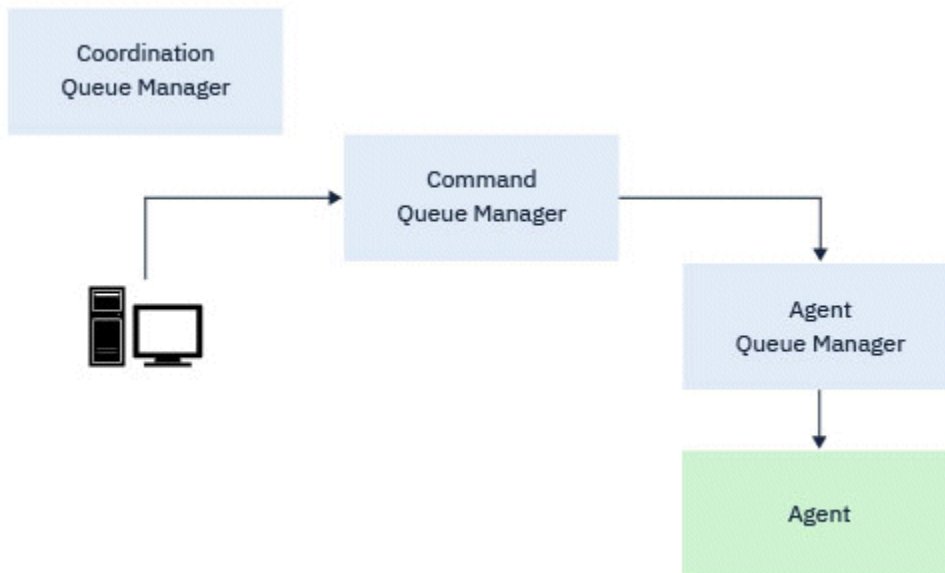 Coordination
Queue Manager
Command
Queue Manager
Agent
Queue Manager
Agent